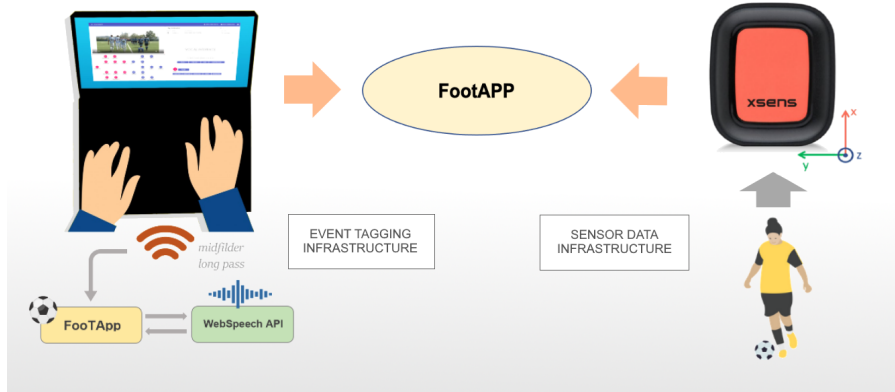 FootAPP
xsens
x
y
z
EVENT TAGGING
INFRASTRUCTURE
SENSOR DATA
INFRASTRUCTURE
midfilder
long pass
FooTApp
WebSpeech API